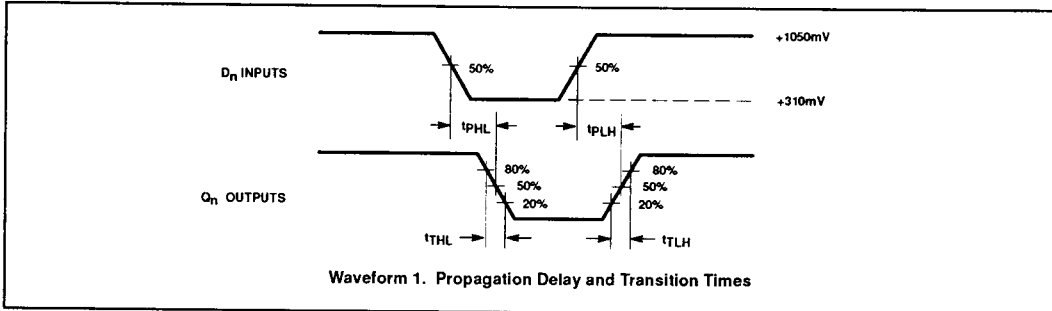 +1050mV
Dn INPUTS
50%
50%
+310mV
tPHL
tPLH
80%
80%
Qn OUTPUTS
50%
50%
20%
20%
tTHL
tTLH
Waveform 1. Propagation Delay and Transition Times